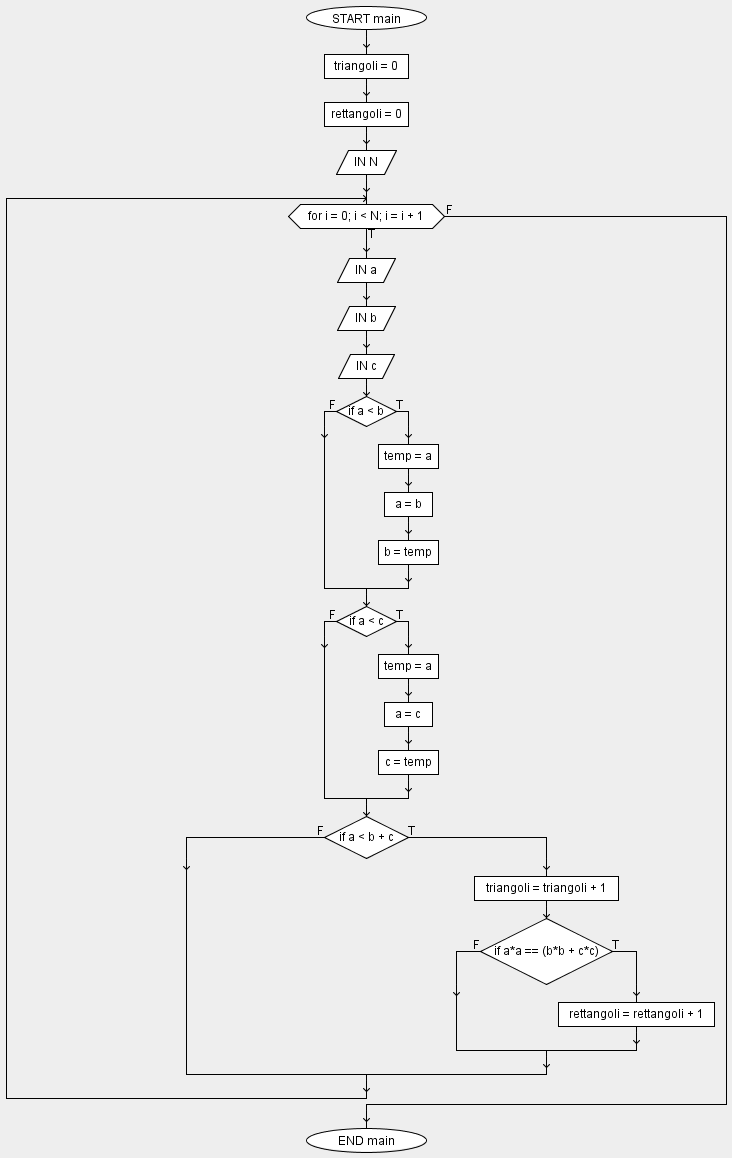 START main
triangoli = 0
rettangoli = 0
IN N
for i = 0; i < N; i = i + 1
F
T
IN a
IN b
IN c
F
if a < b
T
temp = a
a = b
b = temp
F
if a < c
T
temp = a
a = c
c = temp
F
if a < b + c
T
triangoli = triangoli + 1
F
if a*a == (b*b + c*c)
T
rettangoli = rettangoli + 1
END main